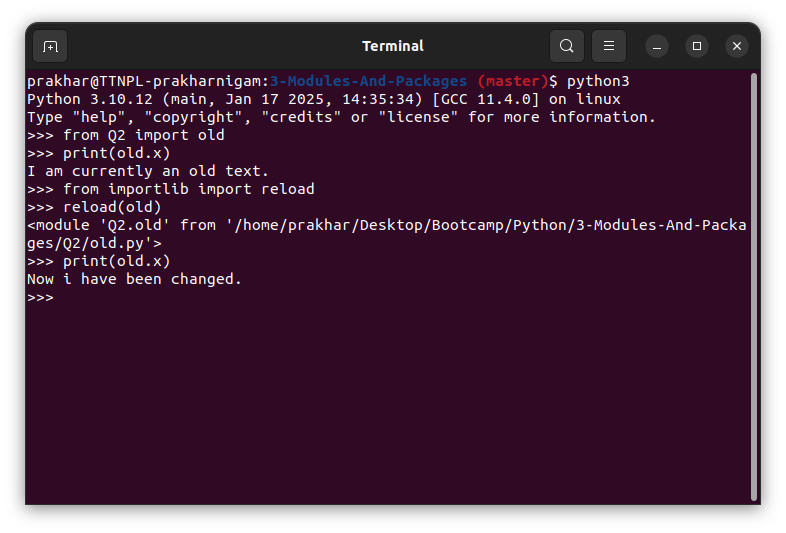 Terminal
prakhar@TTNPL-prakharnigam:3-Modules-And-Packages (master)$ python3
Python 3.10.12 (main, Jan 17 2025, 14:35:34) [GCC 11.4.0] on linux
Type "help", "copyright", "credits" or "license" for more information.
>>> from Q2 import old
>>> print(old.x)
I am currently an old text.
>>> from importlib import reload
>>> reload(old)
<module 'Q2.old' from '/home/prakhar/Desktop/Bootcamp/Python/3-Modules-And-Packa
ges/Q2/old.py'>
>>> print(old.x)
Now i have been changed.
>>>